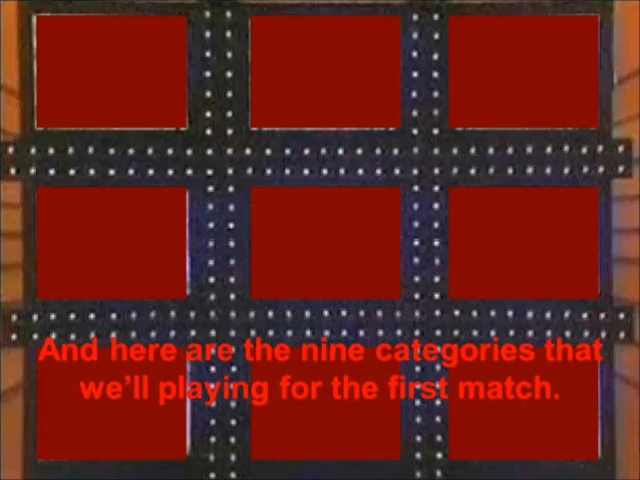 And here are the nine categories that
we'll playing for the first match.